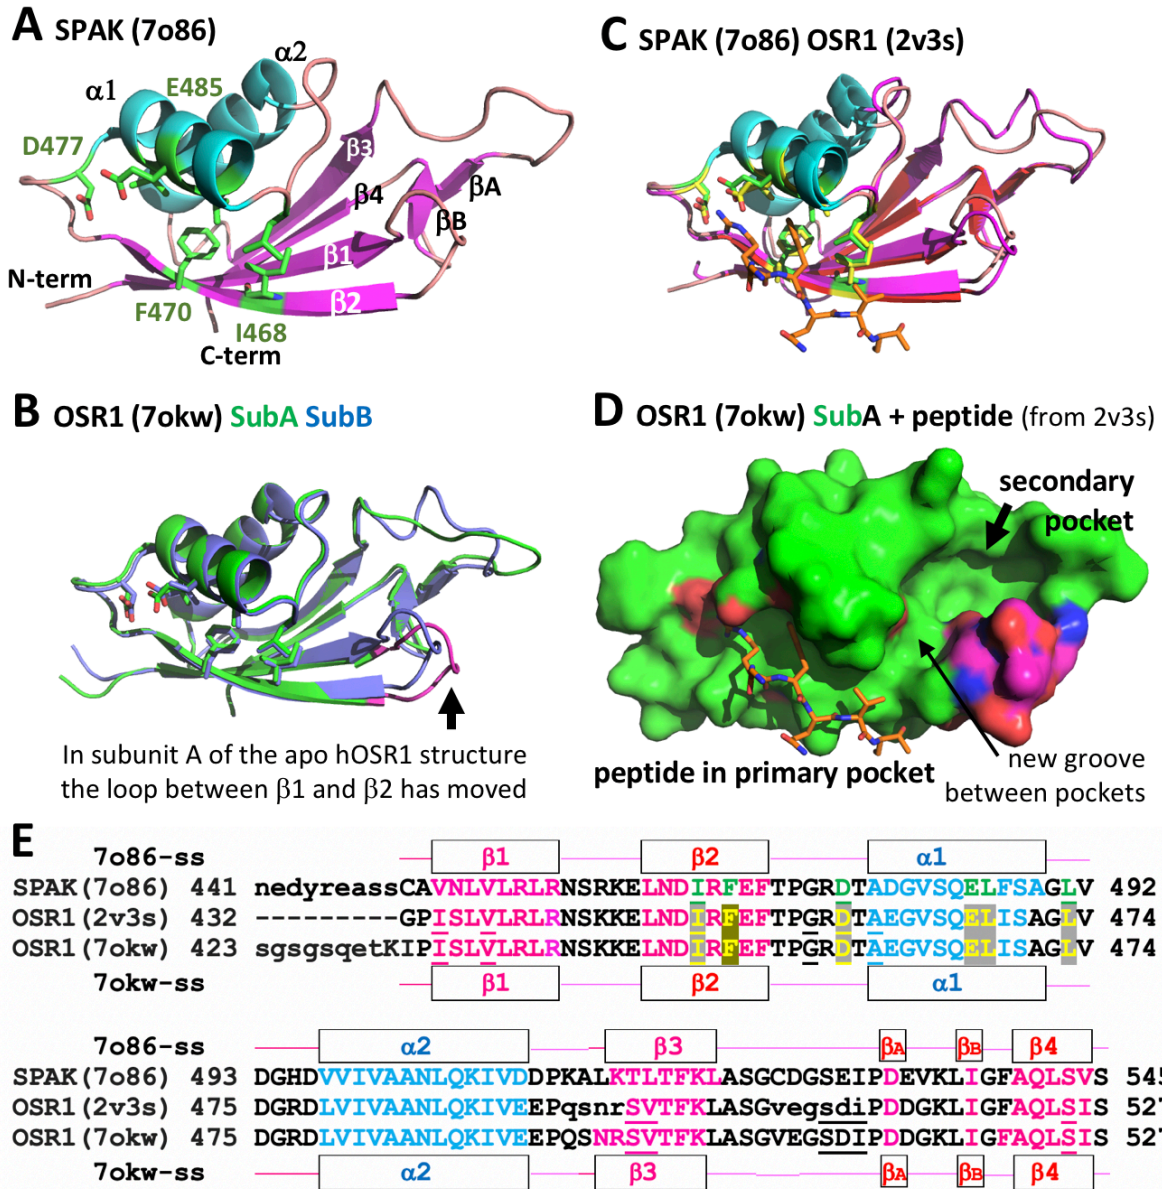 A SPAK (7o86)
α2
E485
α1
D477
β3
β4
βA
βB
β1
N-term
F470
β2
I468
C-term
C SPAK (7o86) OSR1 (2v3s)
B OSR1 (7okw) SubA SubB
In subunit A of the apo hOSR1 structure
the loop between β1 and β2 has moved
D OSR1 (7okw) SubA + peptide (from 2v3s)
secondary
pocket
peptide in primary pocket
new groove
between pockets
E
7o86-ss β1 β2 α1
SPAK(7o86) 441 nedyreassCAVNLVLRLRNSRKELNDIRFEFTPGRDTADGVSQELFSAGLV 492
OSR1(2v3s) 432 ---------GPISLVLRLRNSKKELNDIRFEFTPGRDTAEGVSQELISAGLV 474
OSR1(7okw) 423 sgsgsqetKIPISLVLRLRNSKKELNDIRFEFTPGRDTAEGVSQELISAGLV 474
7okw-ss β1 β2 α1
7o86-ss α2 β3 βA βB β4
SPAK(7o86) 493 DGHDVVIVAANLQKIVDDPKALKTLTFKLASGCDGSEIPDEVKLIGFAQLSVS 545
OSR1(2v3s) 475 DGRDLVIVAANLQKIVEEPqsnrSVTFKLASGvegsdiPDDGKLIGFAQLSIS 527
OSR1(7okw) 475 DGRDLVIVAANLQKIVEEPQSNRSVTFKLASGVEGSDIPDDGKLIGFAQLSIS 527
7okw-ss α2 β3 βA βB β4